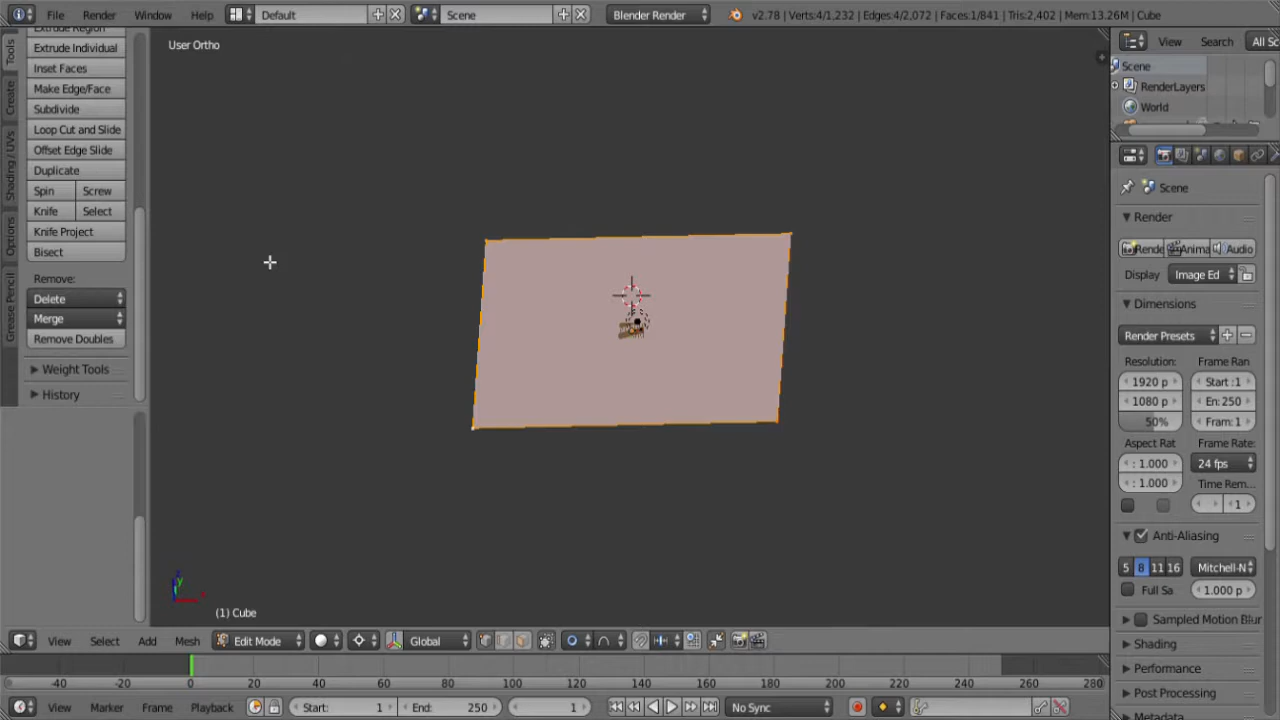 File Render Window Help Default Scene Blender Render v2.78 | Verts:4/1,232 | Edges:4/2,072 | Faces:1/841 | Tris:2,402 | Mem:13.26M | Cube
Tools
Create
Shading / UVs
Options
Grease Pencil
Extrude Region
Extrude Individual
Inset Faces
Make Edge/Face
Subdivide
Loop Cut and Slide
Offset Edge Slide
Duplicate
Spin Screw
Knife Select
Knife Project
Bisect
Remove:
Delete
Merge
Remove Doubles
Weight Tools
History
User Ortho
(1) Cube
View Search All Sc
Scene
RenderLayers
World
Scene
Render
Rende Anima Audio
Display Image Ed
Dimensions
Render Presets
Resolution: Frame Ran
1920 p Start :1
1080 p En: 250
50% Fram: 1
Aspect Rat Frame Rate:
: 1.000 24 fps
: 1.000 Time Rem...
1
Anti-Aliasing
5 8 11 16 Mitchell-N
Full Sa 1.000 p
Sampled Motion Blur
Shading
Performance
Post Processing
Metadata
View Select Add Mesh Edit Mode Global
-40 -20 0 20 40 60 80 100 120 140 160 180 200 220 240 260 280
View Marker Frame Playback Start: 1 End: 250 1 No Sync